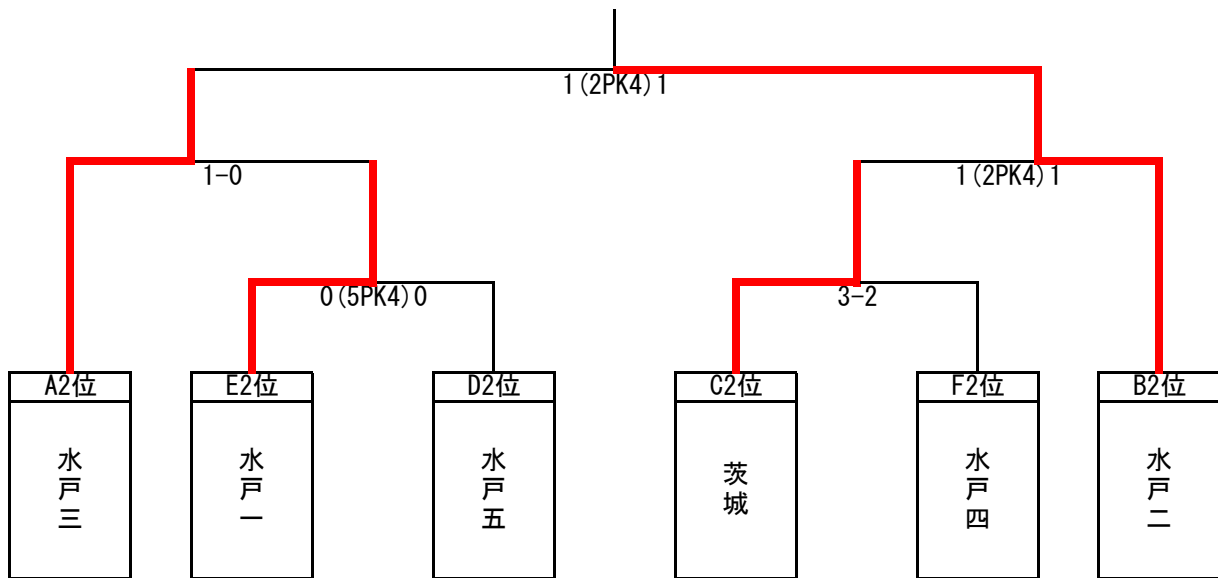 1(2PK4)1
1-0
1(2PK4)1
0(5PK4)0
3-2
A2位
E2位
D2位
C2位
F2位
B2位
水戸三
水戸一
水戸五
茨城
水戸四
水戸二